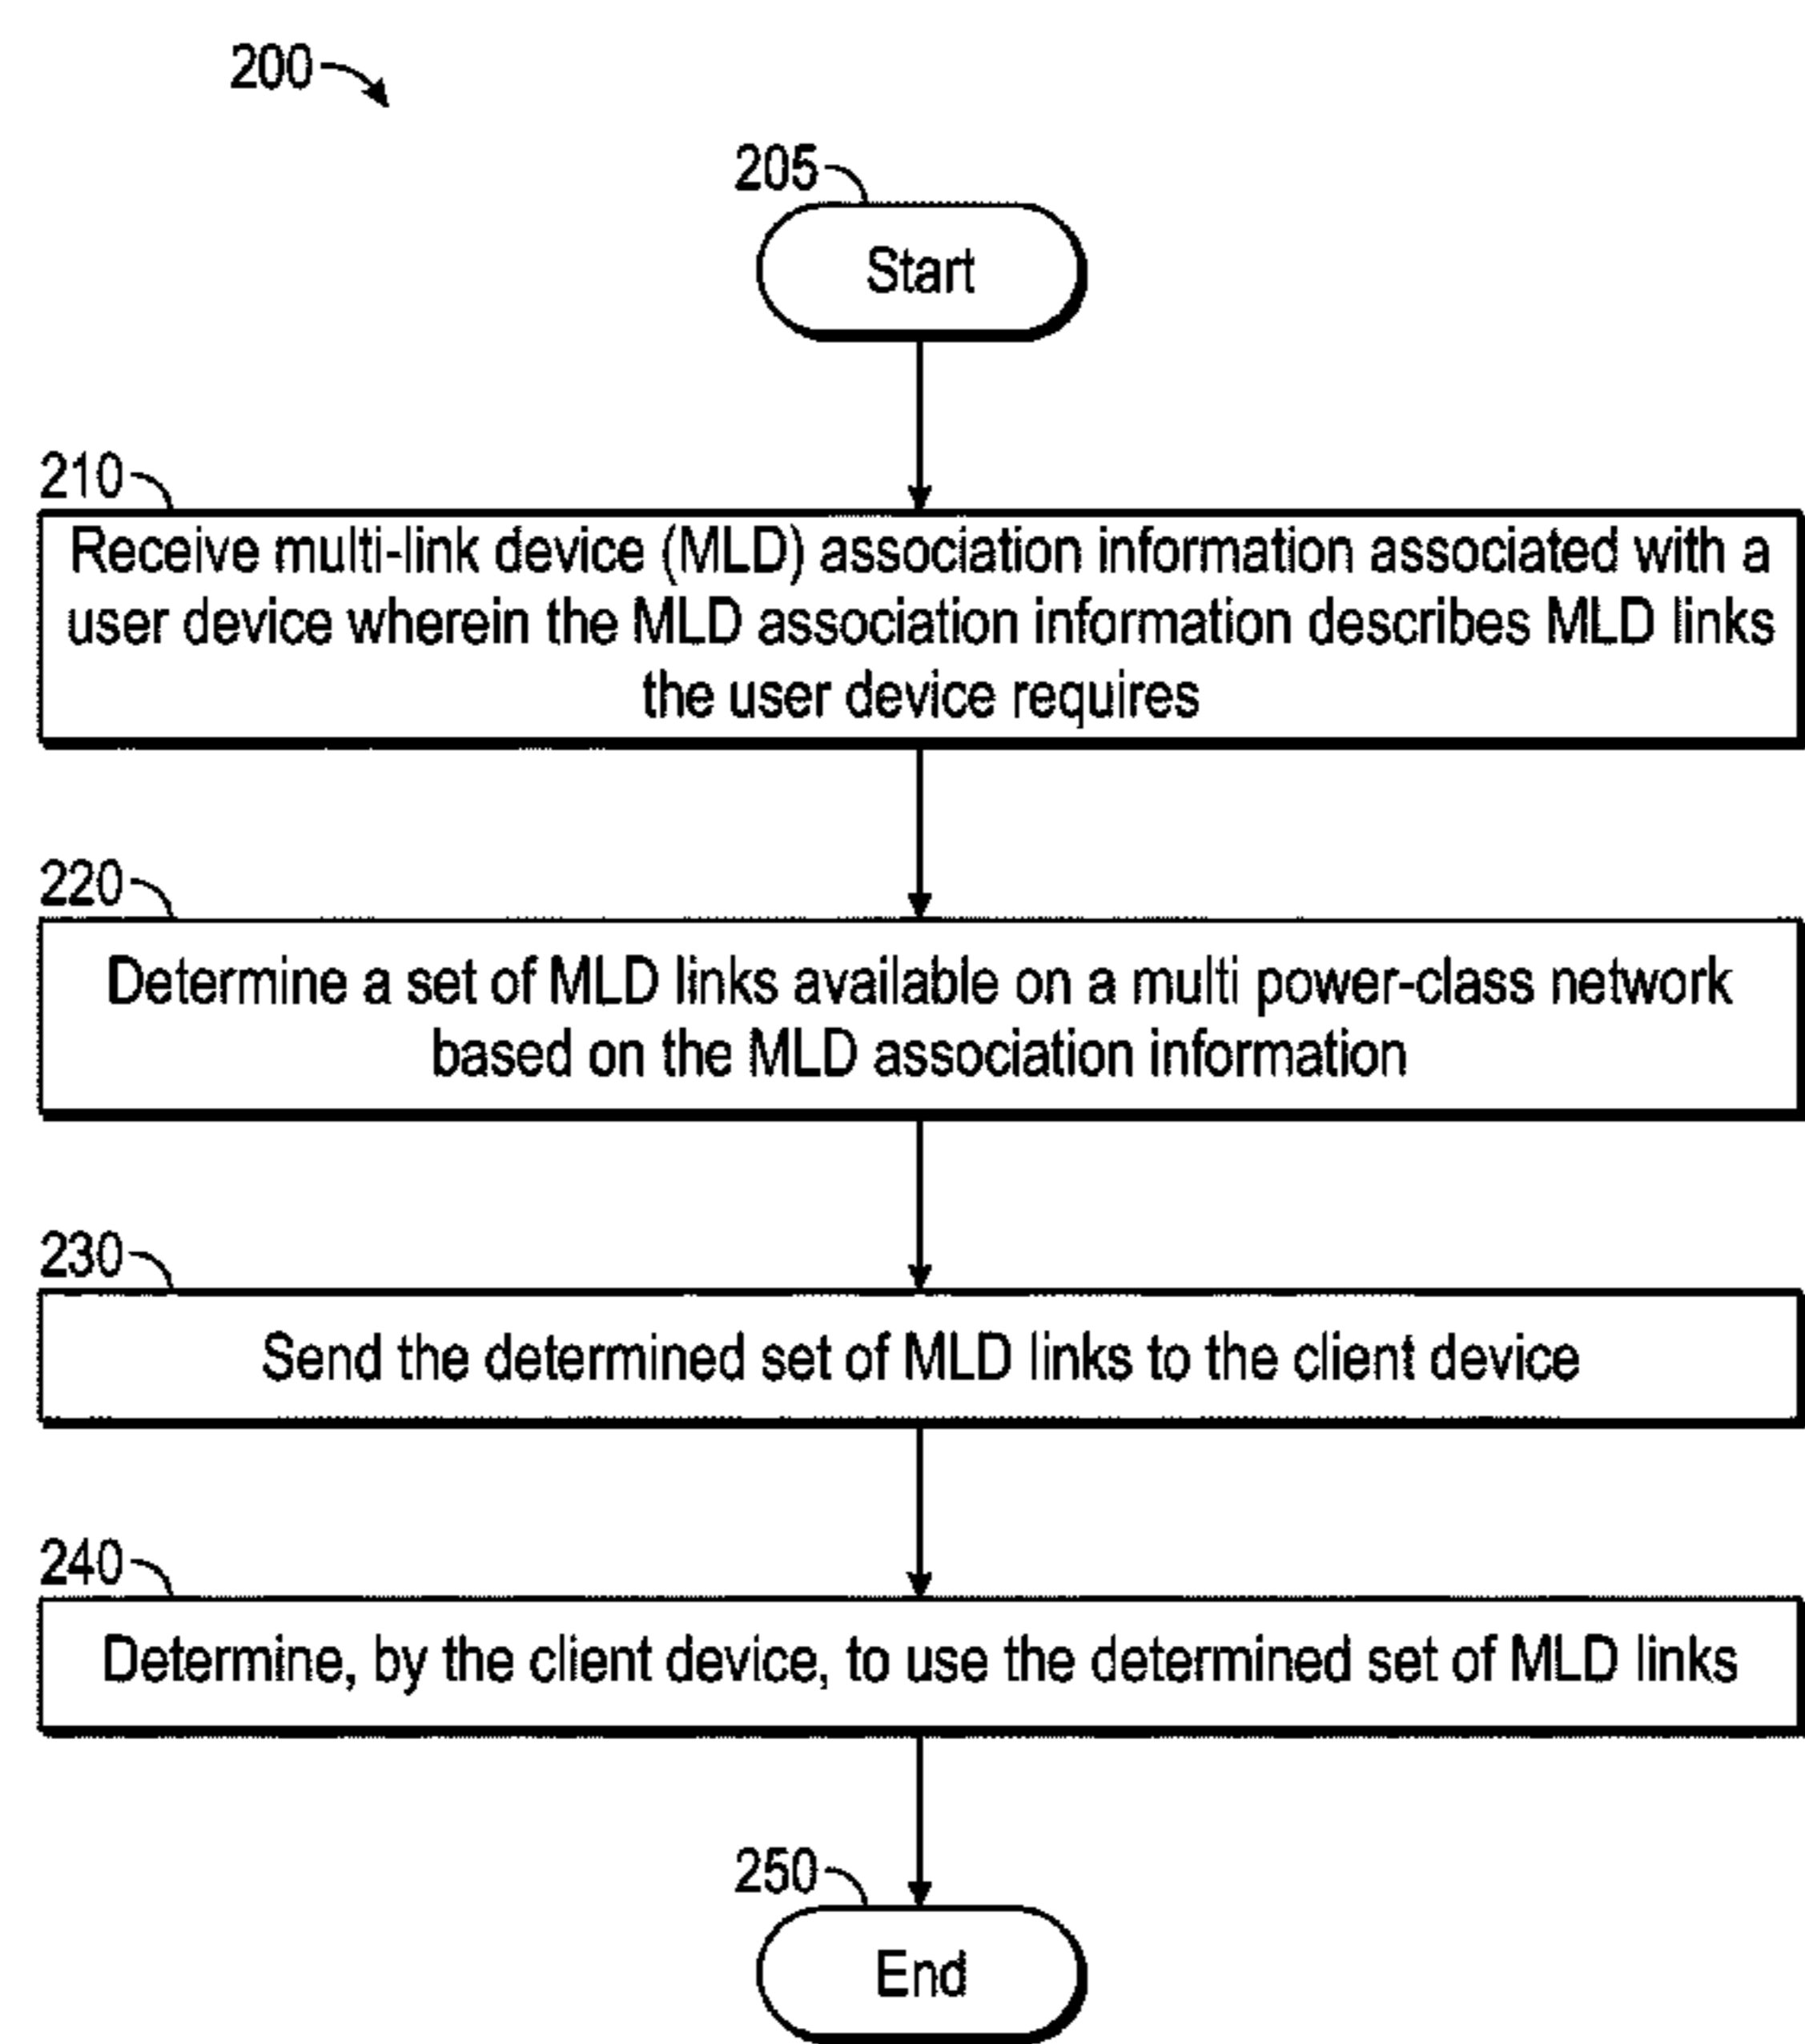 200
205
Start
210
Receive multi-link device (MLD) association information associated with a
user device wherein the MLD association information describes MLD links
the user device requires
220
Determine a set of MLD links available on a multi power-class network
based on the MLD association information
230
Send the determined set of MLD links to the client device
240
Determine, by the client device, to use the determined set of MLD links
250
End